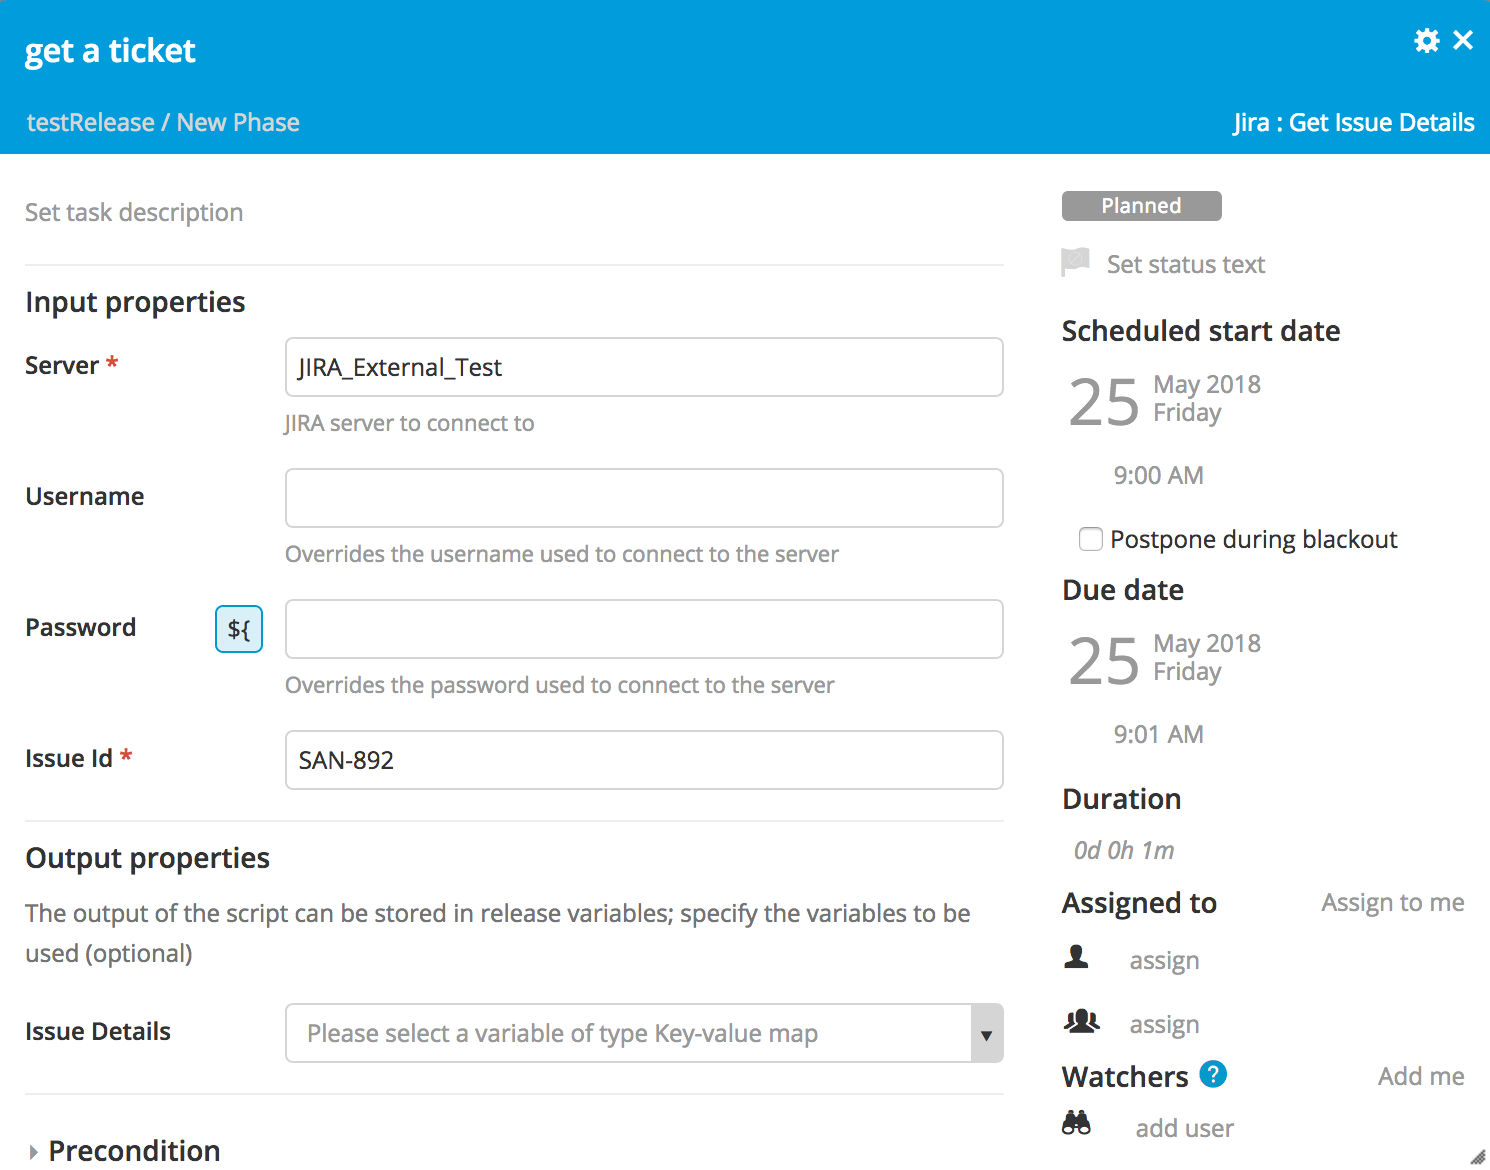 get a ticket
testRelease / New Phase
Jira : Get Issue Details
Set task description
Input properties
Server *
JIRA_External_Test
JIRA server to connect to
Username
Overrides the username used to connect to the server
Password
${
Overrides the password used to connect to the server
Issue Id *
SAN-892
Output properties
The output of the script can be stored in release variables; specify the variables to be
used (optional)
Issue Details
Please select a variable of type Key-value map
Precondition
Planned
Set status text
Scheduled start date
25
May 2018
Friday
9:00 AM
Postpone during blackout
Due date
25
May 2018
Friday
9:01 AM
Duration
0d 0h 1m
Assigned to
Assign to me
assign
assign
Watchers ?
Add me
add user